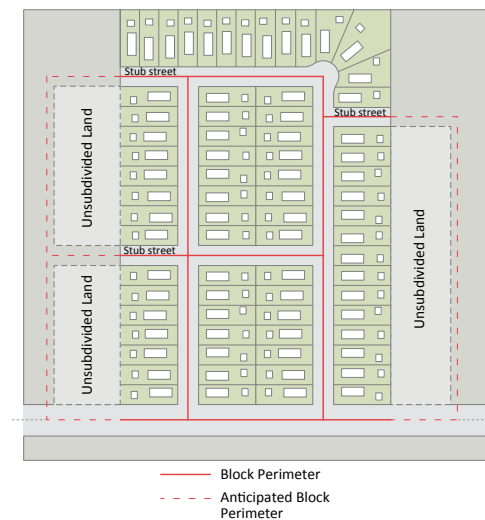 Stub street
Stub street
Unsubdivided Land
Unsubdivided Land
Stub street
Unsubdivided Land
Block Perimeter
Anticipated Block
Perimeter